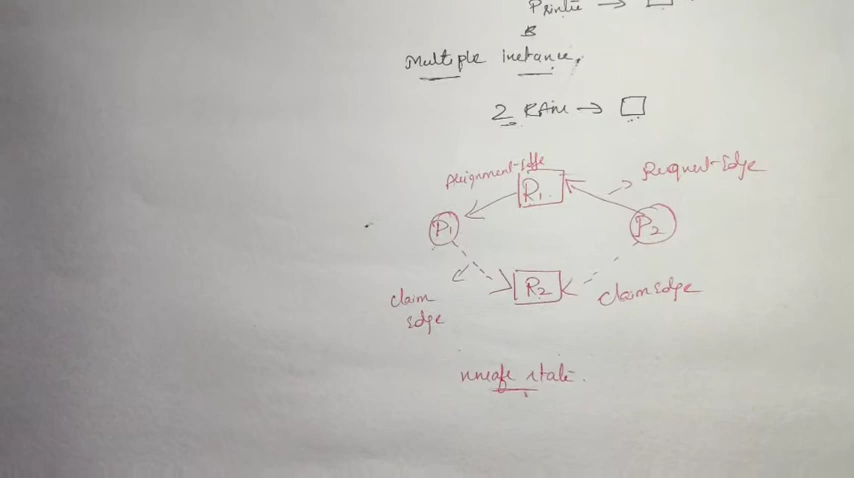 Printer → □
&
Multiple instance,
2 RAM → □
Assignment-Edge
Request-Edge
R1
P1
P2
R2
claim
Edge
Claim Edge
unsafe state.